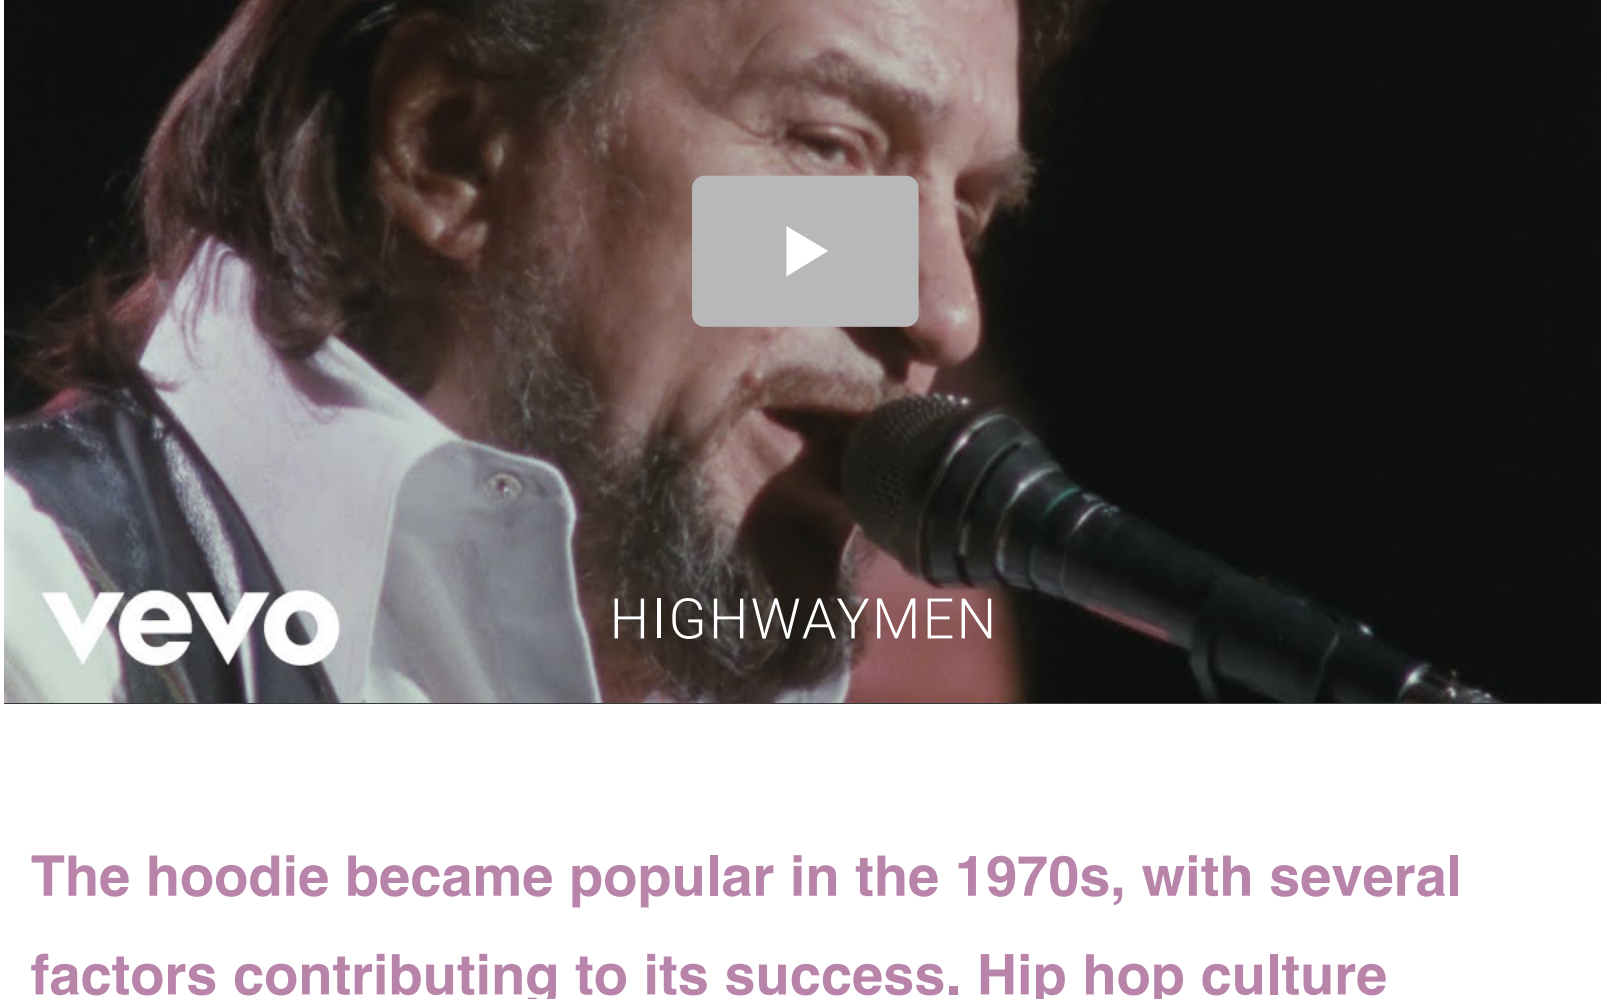 vevo
HIGHWAYMEN
The hoodie became popular in the 1970s, with several
factors contributing to its success. Hip hop culture